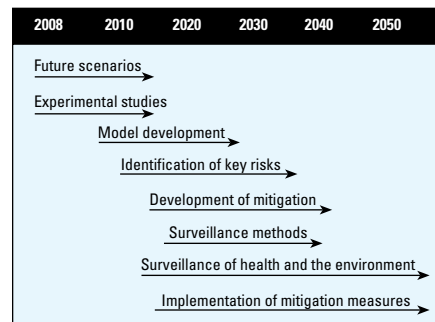 2008 2010 2020 2030 2040 2050
Future scenarios
Experimental studies
Model development
Identification of key risks
Development of mitigation
Surveillance methods
Surveillance of health and the environment
Implementation of mitigation measures